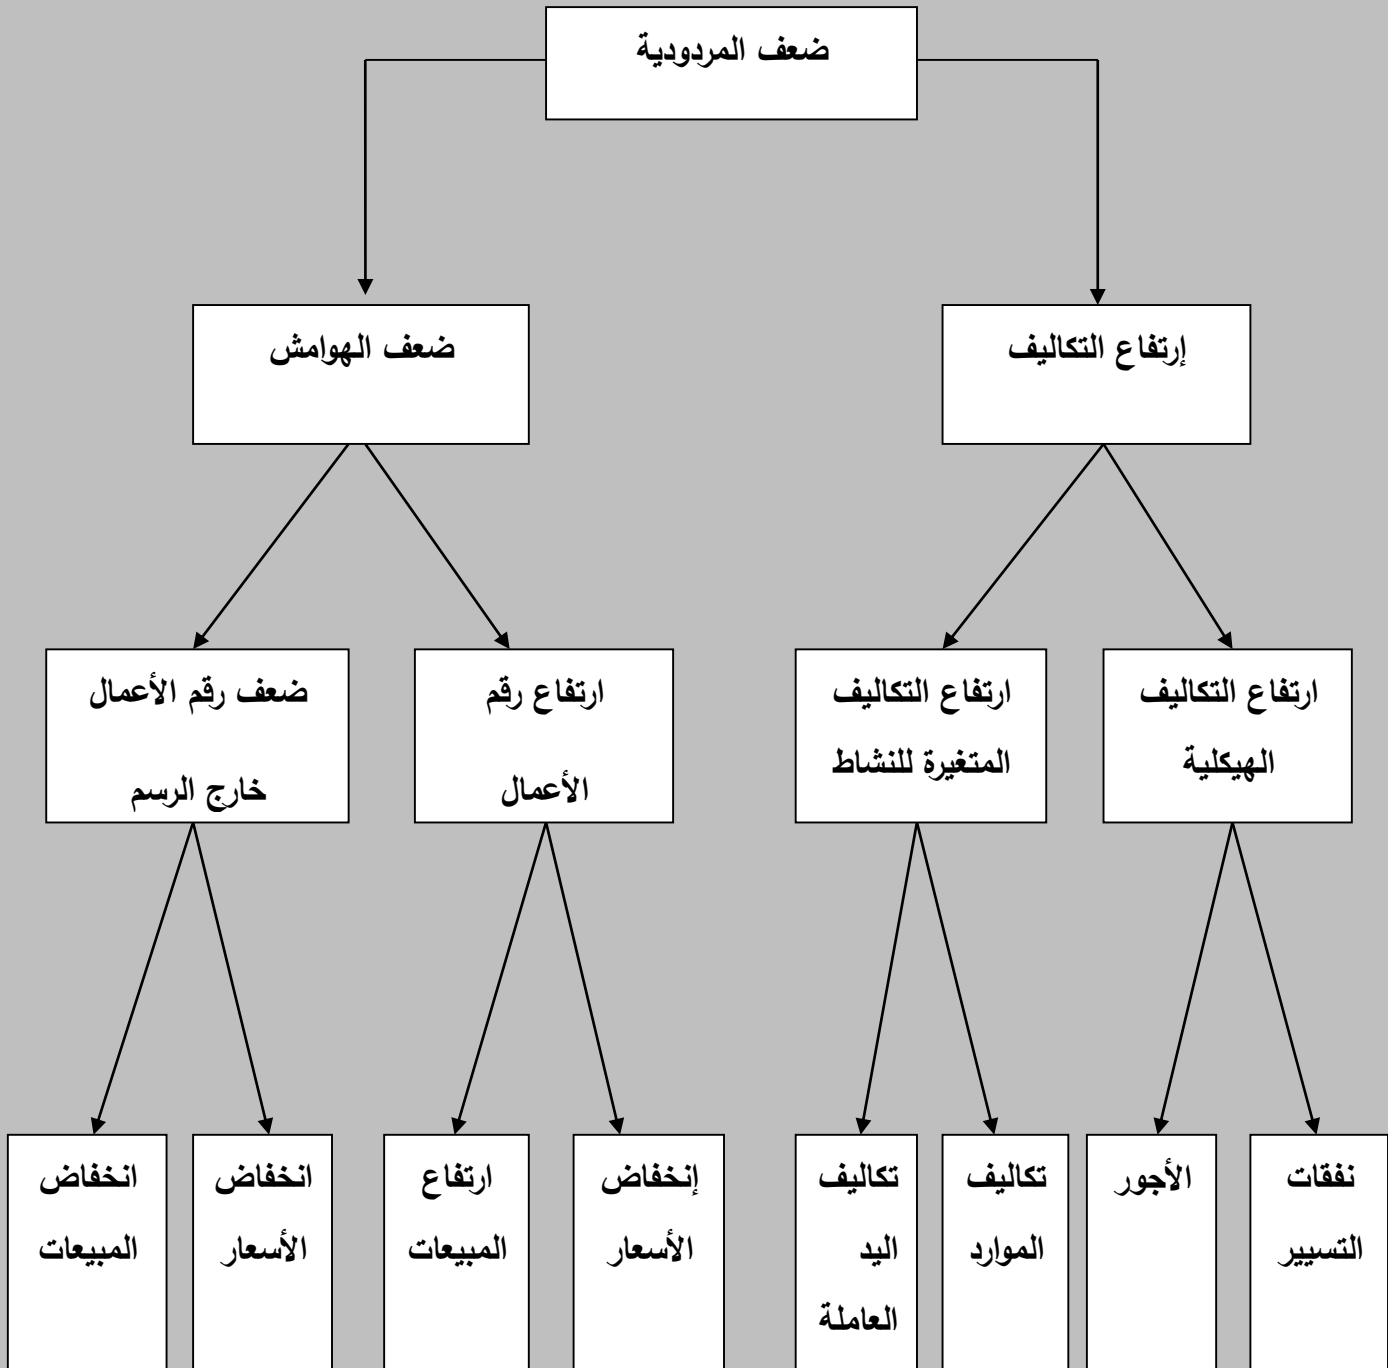 ضعف المردودية
إرتفاع التكاليف
ضعف الهوامش
ارتفاع التكاليف
الهيكلية
ارتفاع التكاليف
المتغيرة للنشاط
ارتفاع رقم
الأعمال
ضعف رقم الأعمال
خارج الرسم
نفقات
التسيير
الأجور
تكاليف
الموارد
تكاليف
اليد
العاملة
إنخفاض
الأسعار
ارتفاع
المبيعات
انخفاض
الأسعار
انخفاض
المبيعات